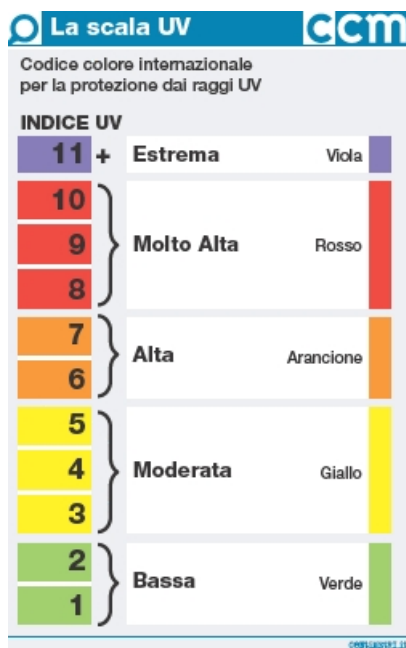 La scala UV
ccm
Codice colore internazionale
per la protezione dai raggi UV
INDICE UV
11 + Estrema Viola
10
9 Molto Alta Rosso
8
7
Alta Arancione
6
5
4 Moderata Giallo
3
2
Bassa Verde
1